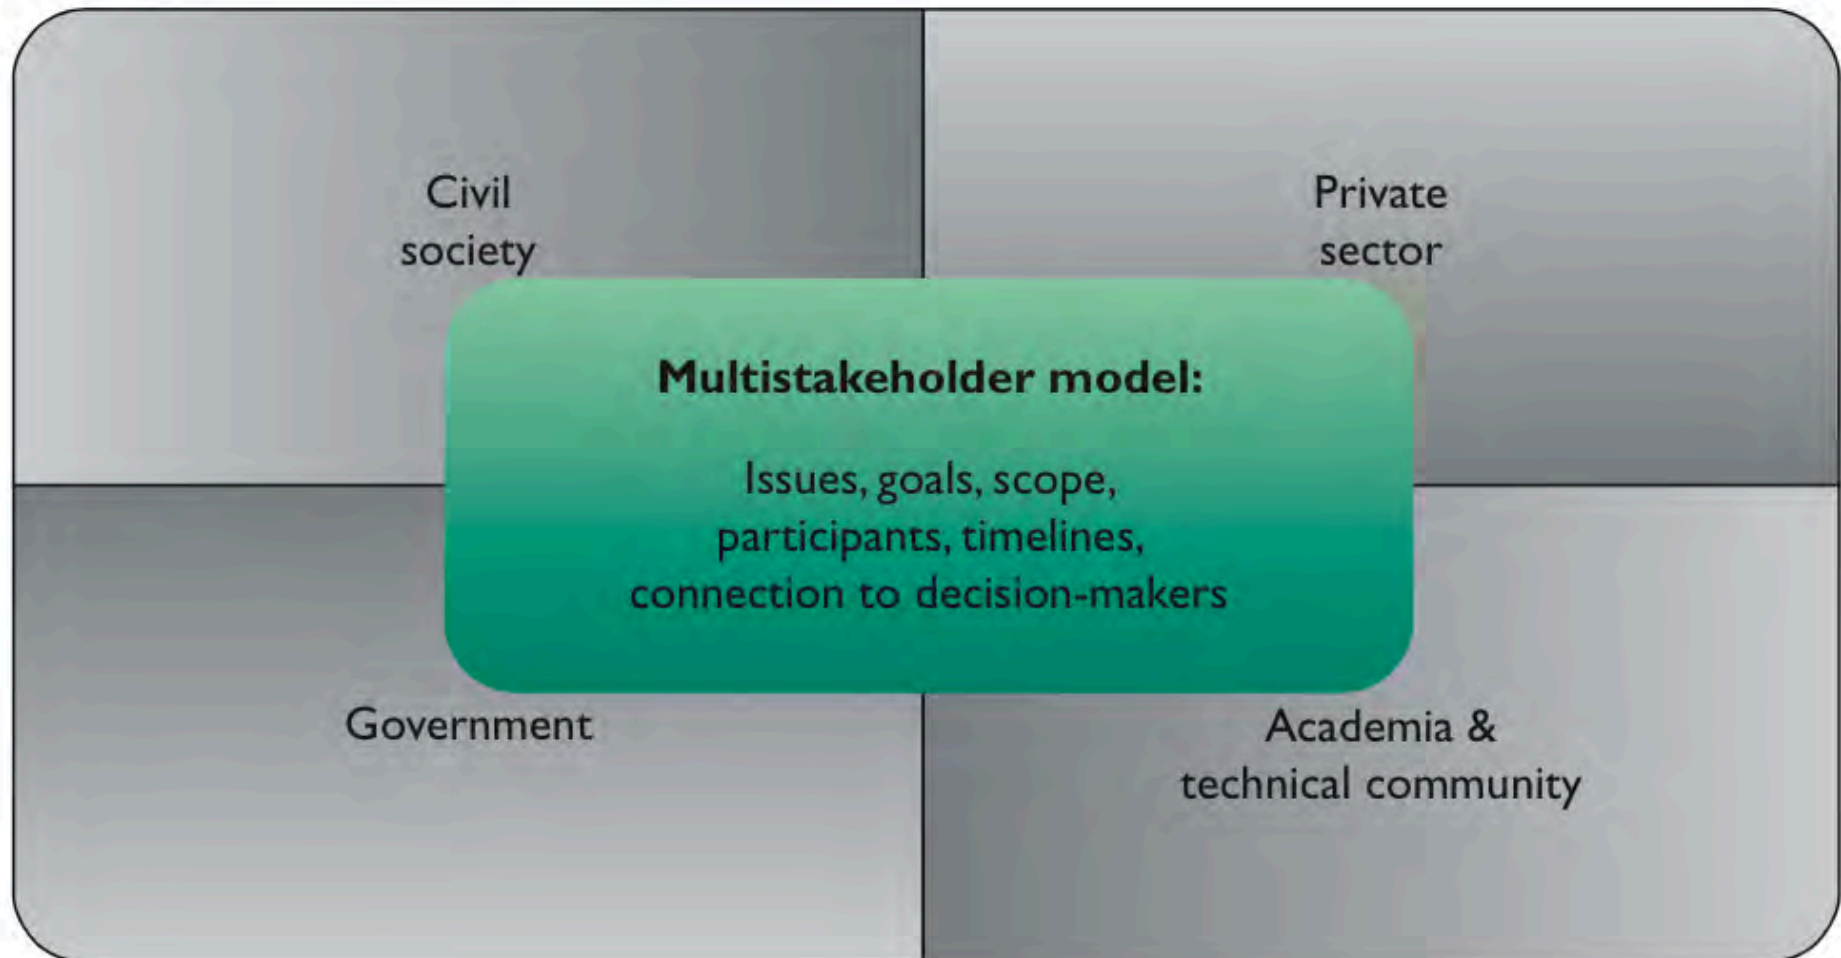 Civil
society
Private
sector
Multistakeholder model:
Issues, goals, scope,
participants, timelines,
connection to decision-makers
Government
Academia &
technical community